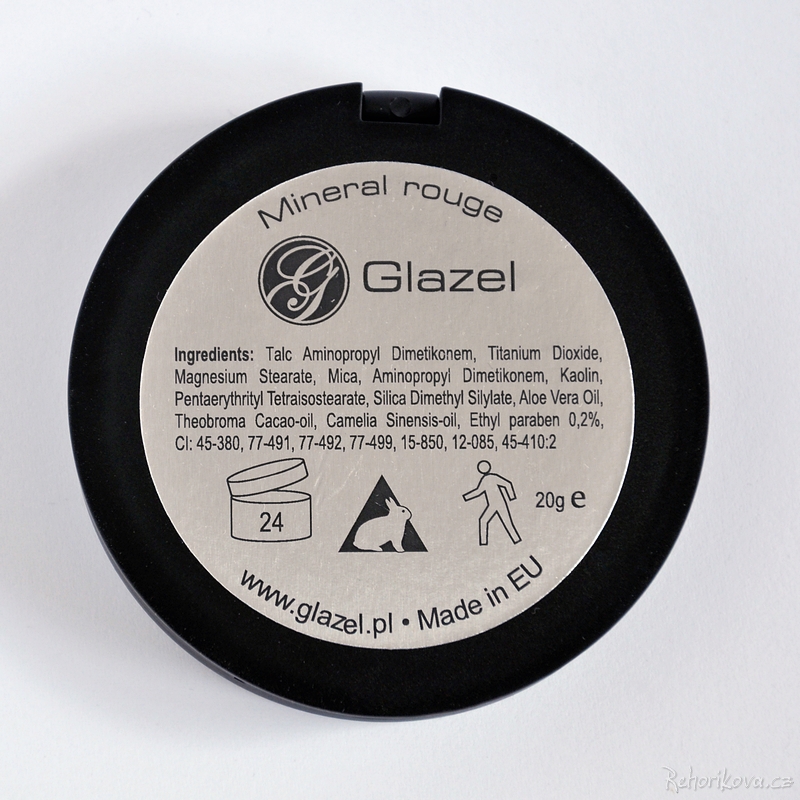 Mineral rouge
Glazel
Ingredients: Talc Aminopropyl Dimetikonem, Titanium Dioxide,
Magnesium Stearate, Mica, Aminopropyl Dimetikonem, Kaolin,
Pentaerythrityl Tetraisostearate, Silica Dimethyl Silylate, Aloe Vera Oil,
Theobroma Cacao-oil, Camelia Sinensis-oil, Ethyl paraben 0,2%,
CI: 45-380, 77-491, 77-492, 77-499, 15-850, 12-085, 45-410:2
24
20g e
www.glazel.pl • Made in EU
Rehorikova.cz